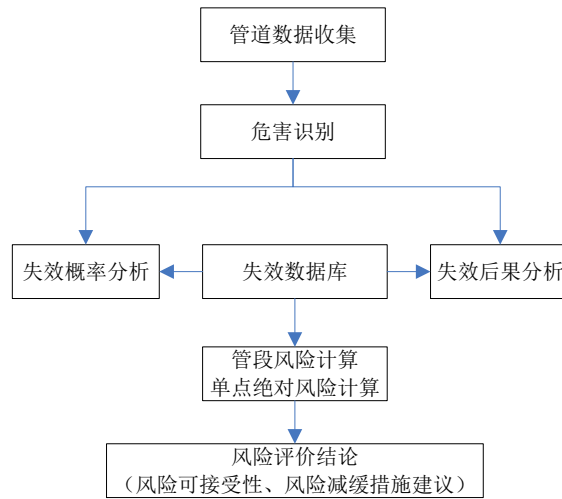 管道数据收集
危害识别
失效概率分析
失效数据库
失效后果分析
管段风险计算
单点绝对风险计算
风险评价结论
（风险可接受性、风险减缓措施建议）